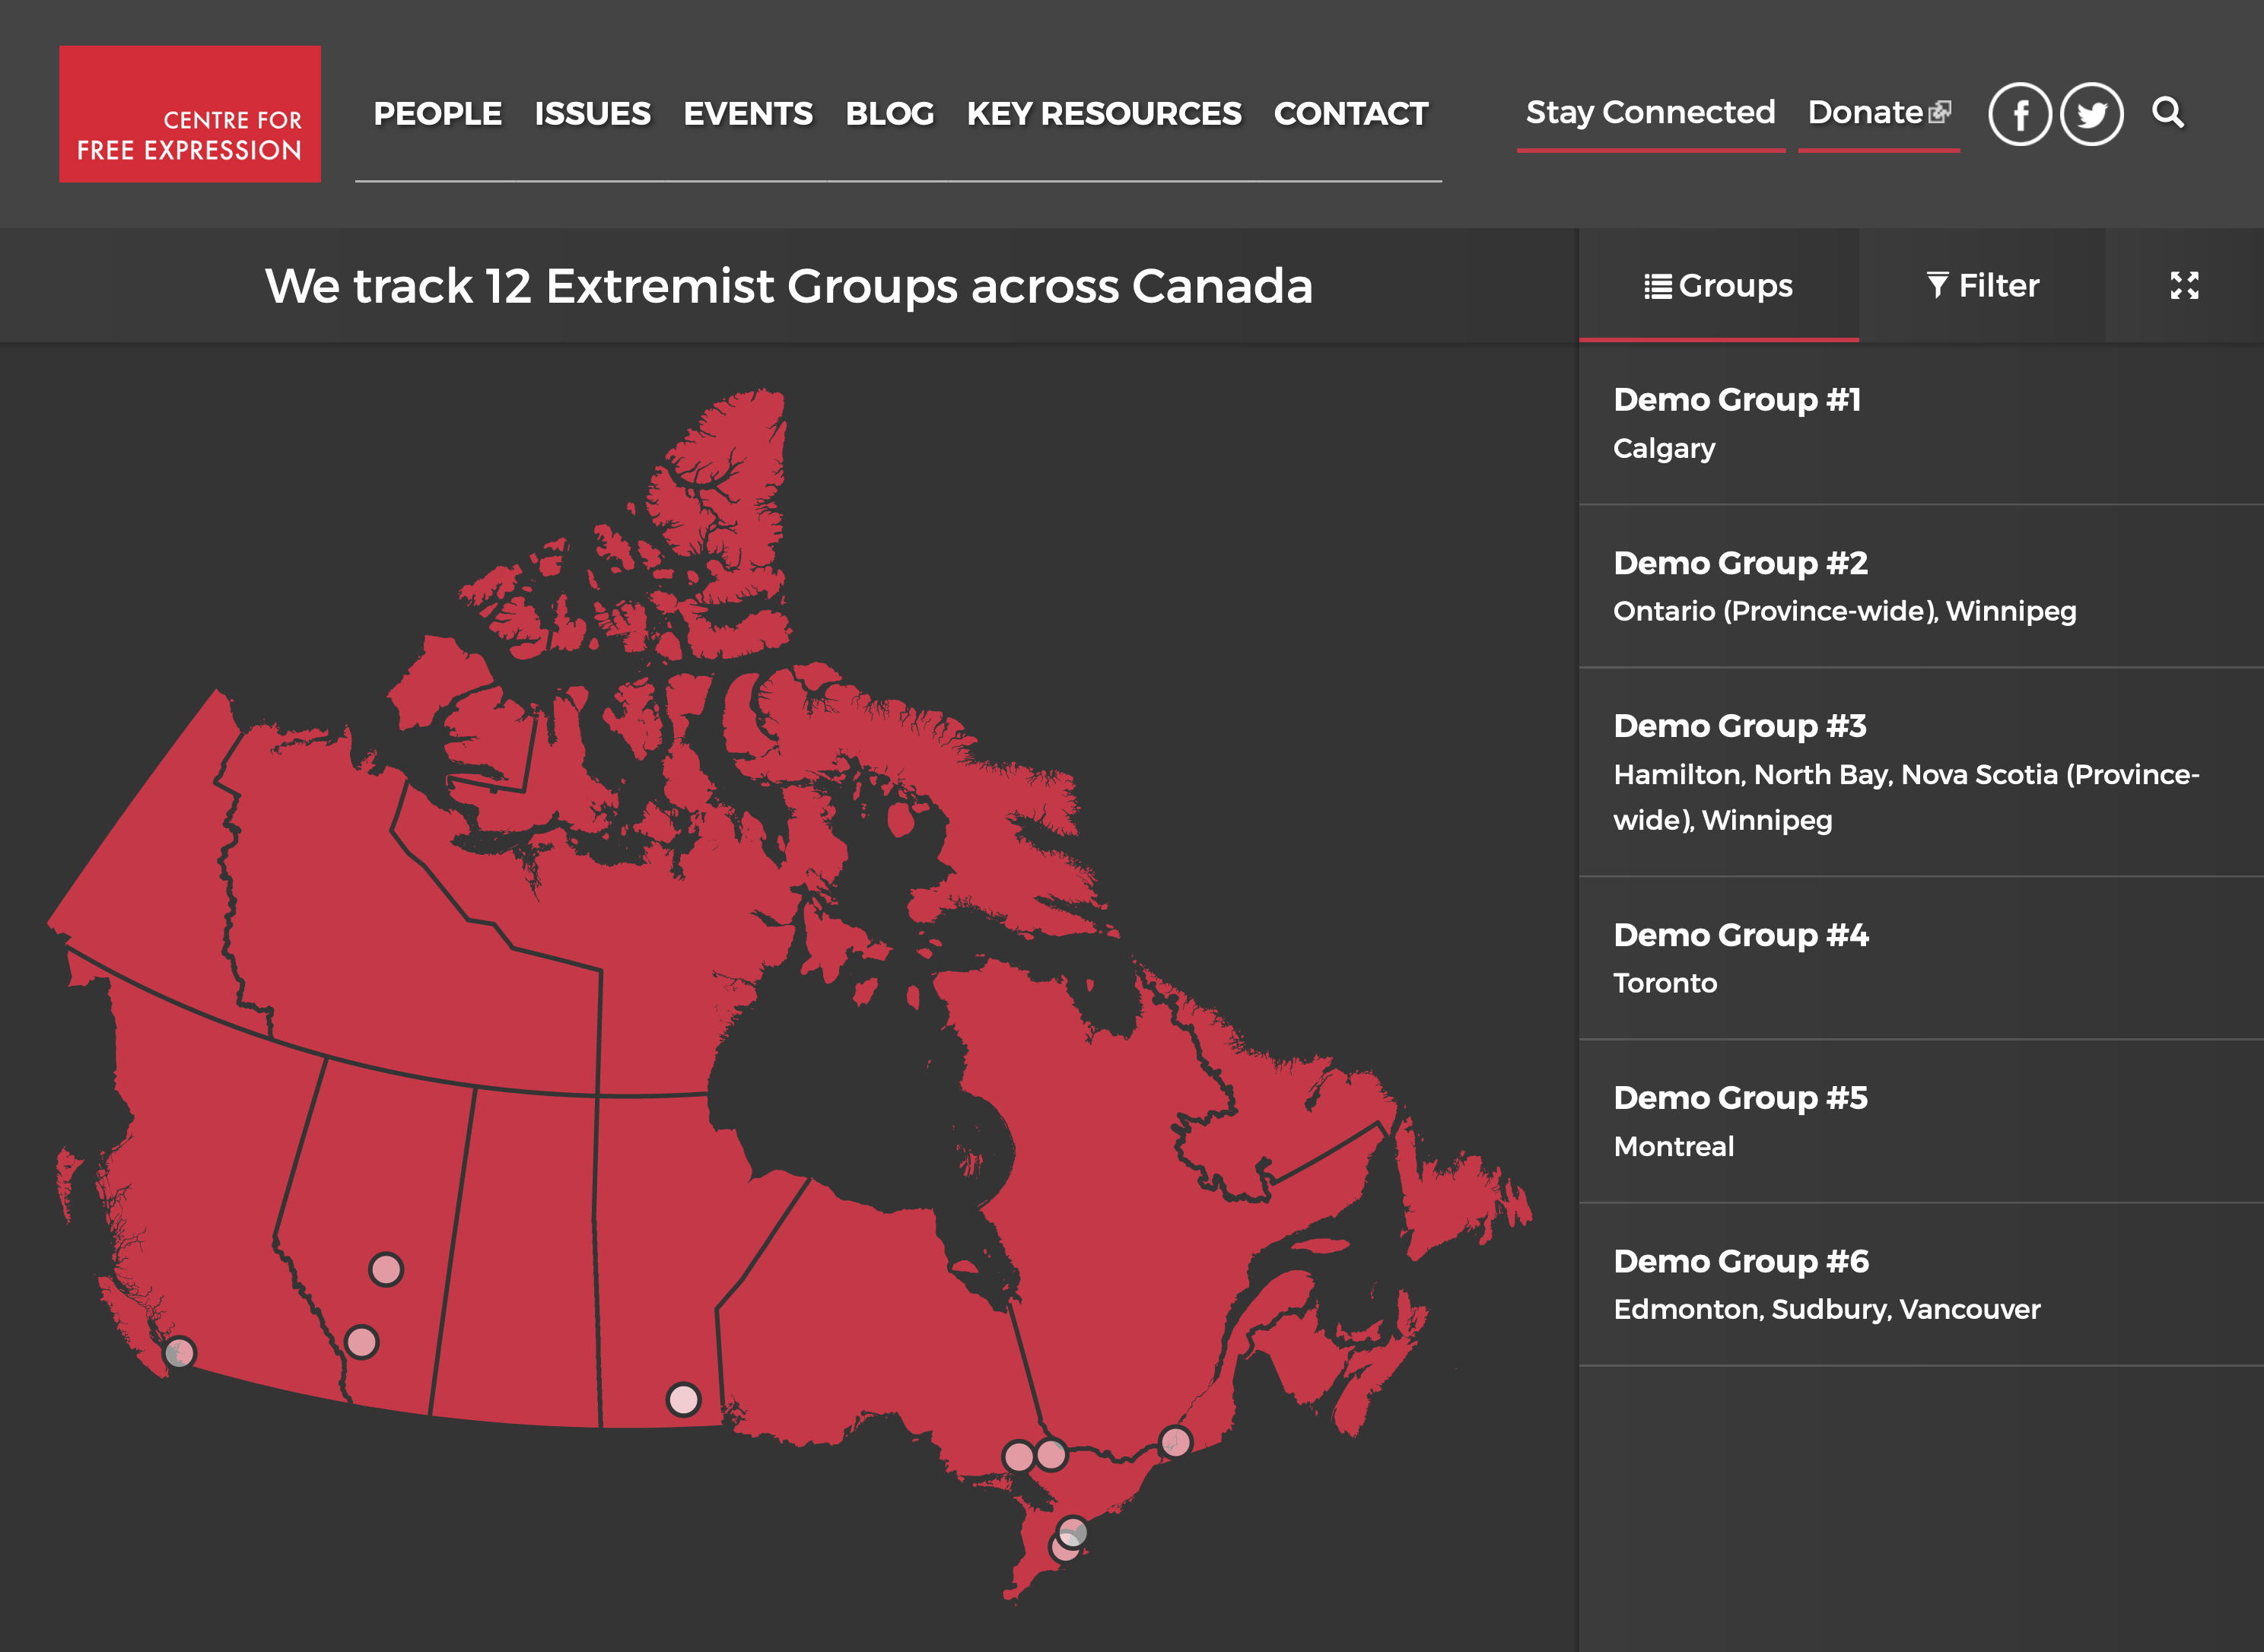 CENTRE FOR
FREE EXPRESSION
PEOPLE ISSUES EVENTS BLOG KEY RESOURCES CONTACT
Stay Connected Donate
We track 12 Extremist Groups across Canada
Groups Filter
Demo Group #1
Calgary
Demo Group #2
Ontario (Province-wide), Winnipeg
Demo Group #3
Hamilton, North Bay, Nova Scotia (Province-
wide), Winnipeg
Demo Group #4
Toronto
Demo Group #5
Montreal
Demo Group #6
Edmonton, Sudbury, Vancouver